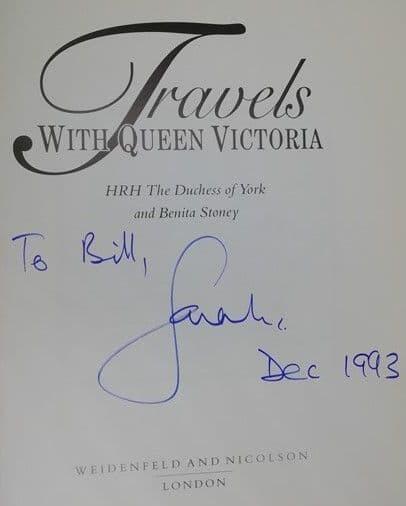 Travels
WITH QUEEN VICTORIA
HRH The Duchess of York
and Benita Stoney
To Bill,
Sarah.
Dec 1993
WEIDENFELD AND NICOLSON
LONDON